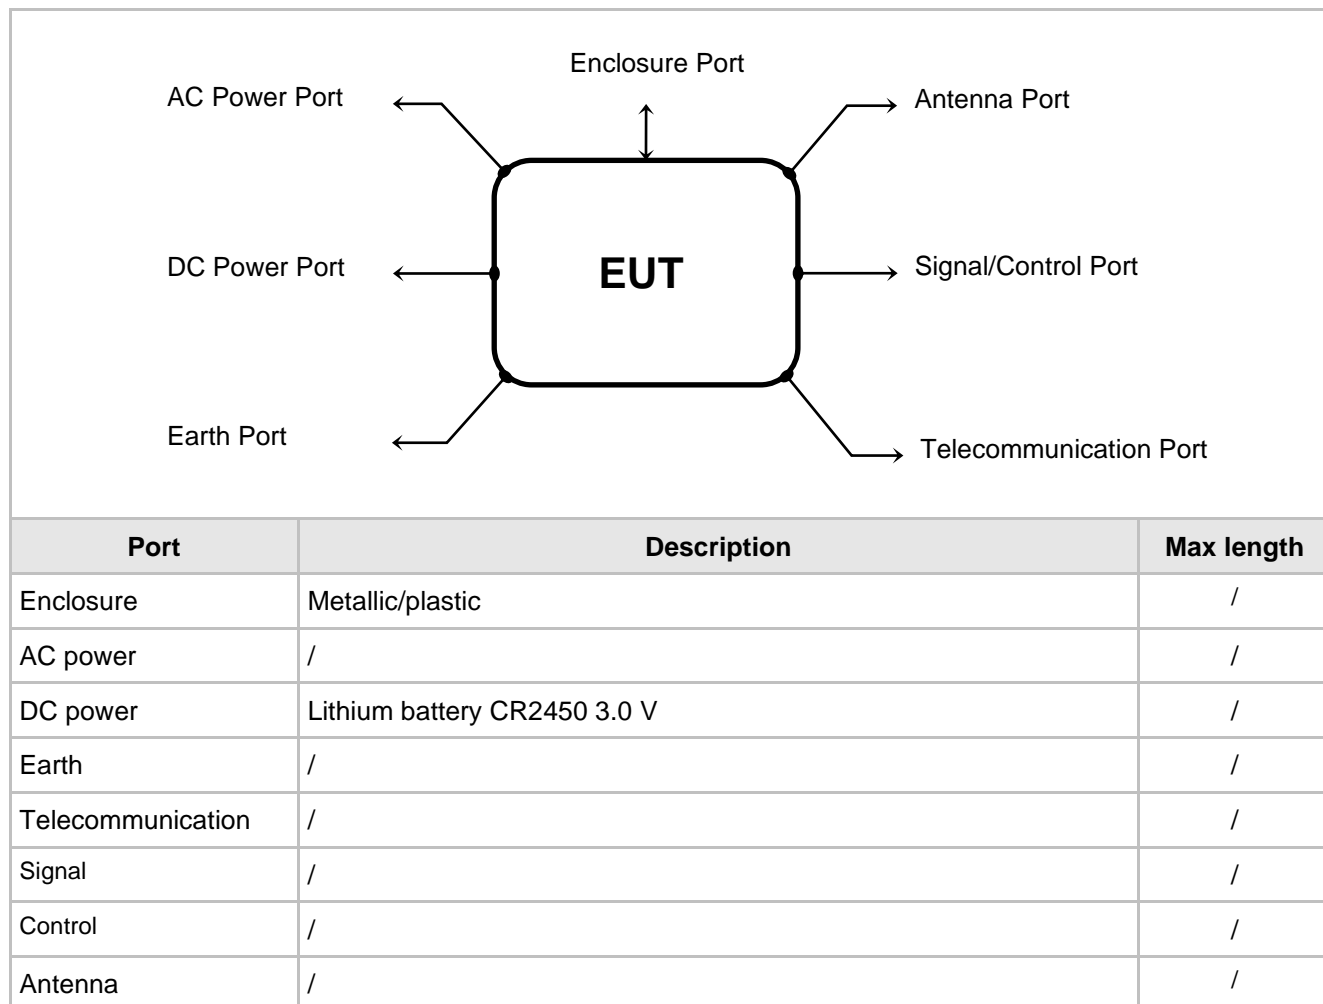 Enclosure Port
AC Power Port
Antenna Port
DC Power Port
EUT
Signal/Control Port
Earth Port
Telecommunication Port
Port Description Max length
Enclosure Metallic/plastic /
AC power / /
DC power Lithium battery CR2450 3.0 V /
Earth / /
Telecommunication / /
Signal / /
Control / /
Antenna / /